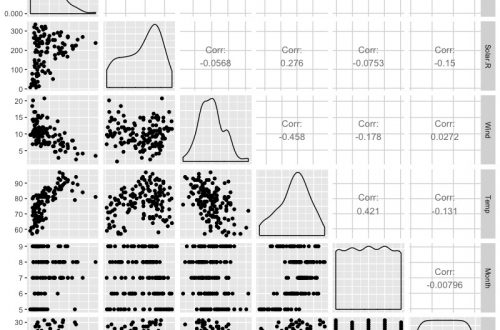 0.000
300
200
100
0
Corr:
-0.0568
Corr:
0.276
Corr:
-0.0753
Corr:
-0.15
Solar.R
20
15
10
5
Corr:
-0.458
Corr:
-0.178
Corr:
0.0272
Wind
90
80
70
60
Corr:
0.421
Corr:
-0.131
Temp
9
8
7
6
5
Corr:
-0.00796
Month
30